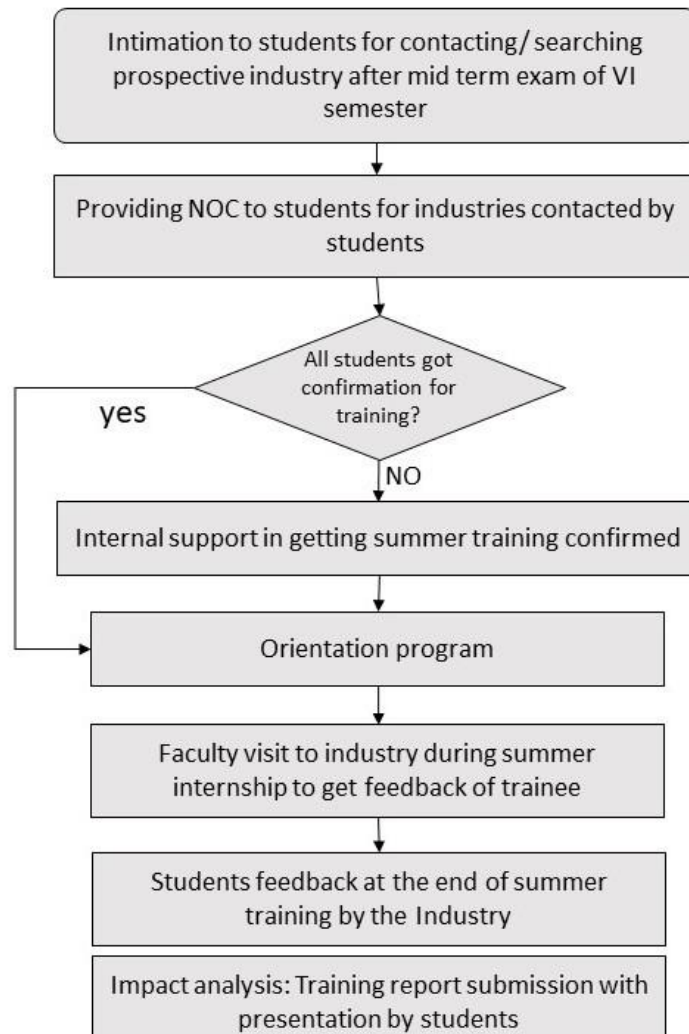 Intimation to students for contacting/ searching
prospective industry after mid term exam of VI
semester
Providing NOC to students for industries contacted by
students
All students got
confirmation for
training?
yes
NO
Internal support in getting summer training confirmed
Orientation program
Faculty visit to industry during summer
internship to get feedback of trainee
Students feedback at the end of summer
training by the Industry
Impact analysis: Training report submission with
presentation by students